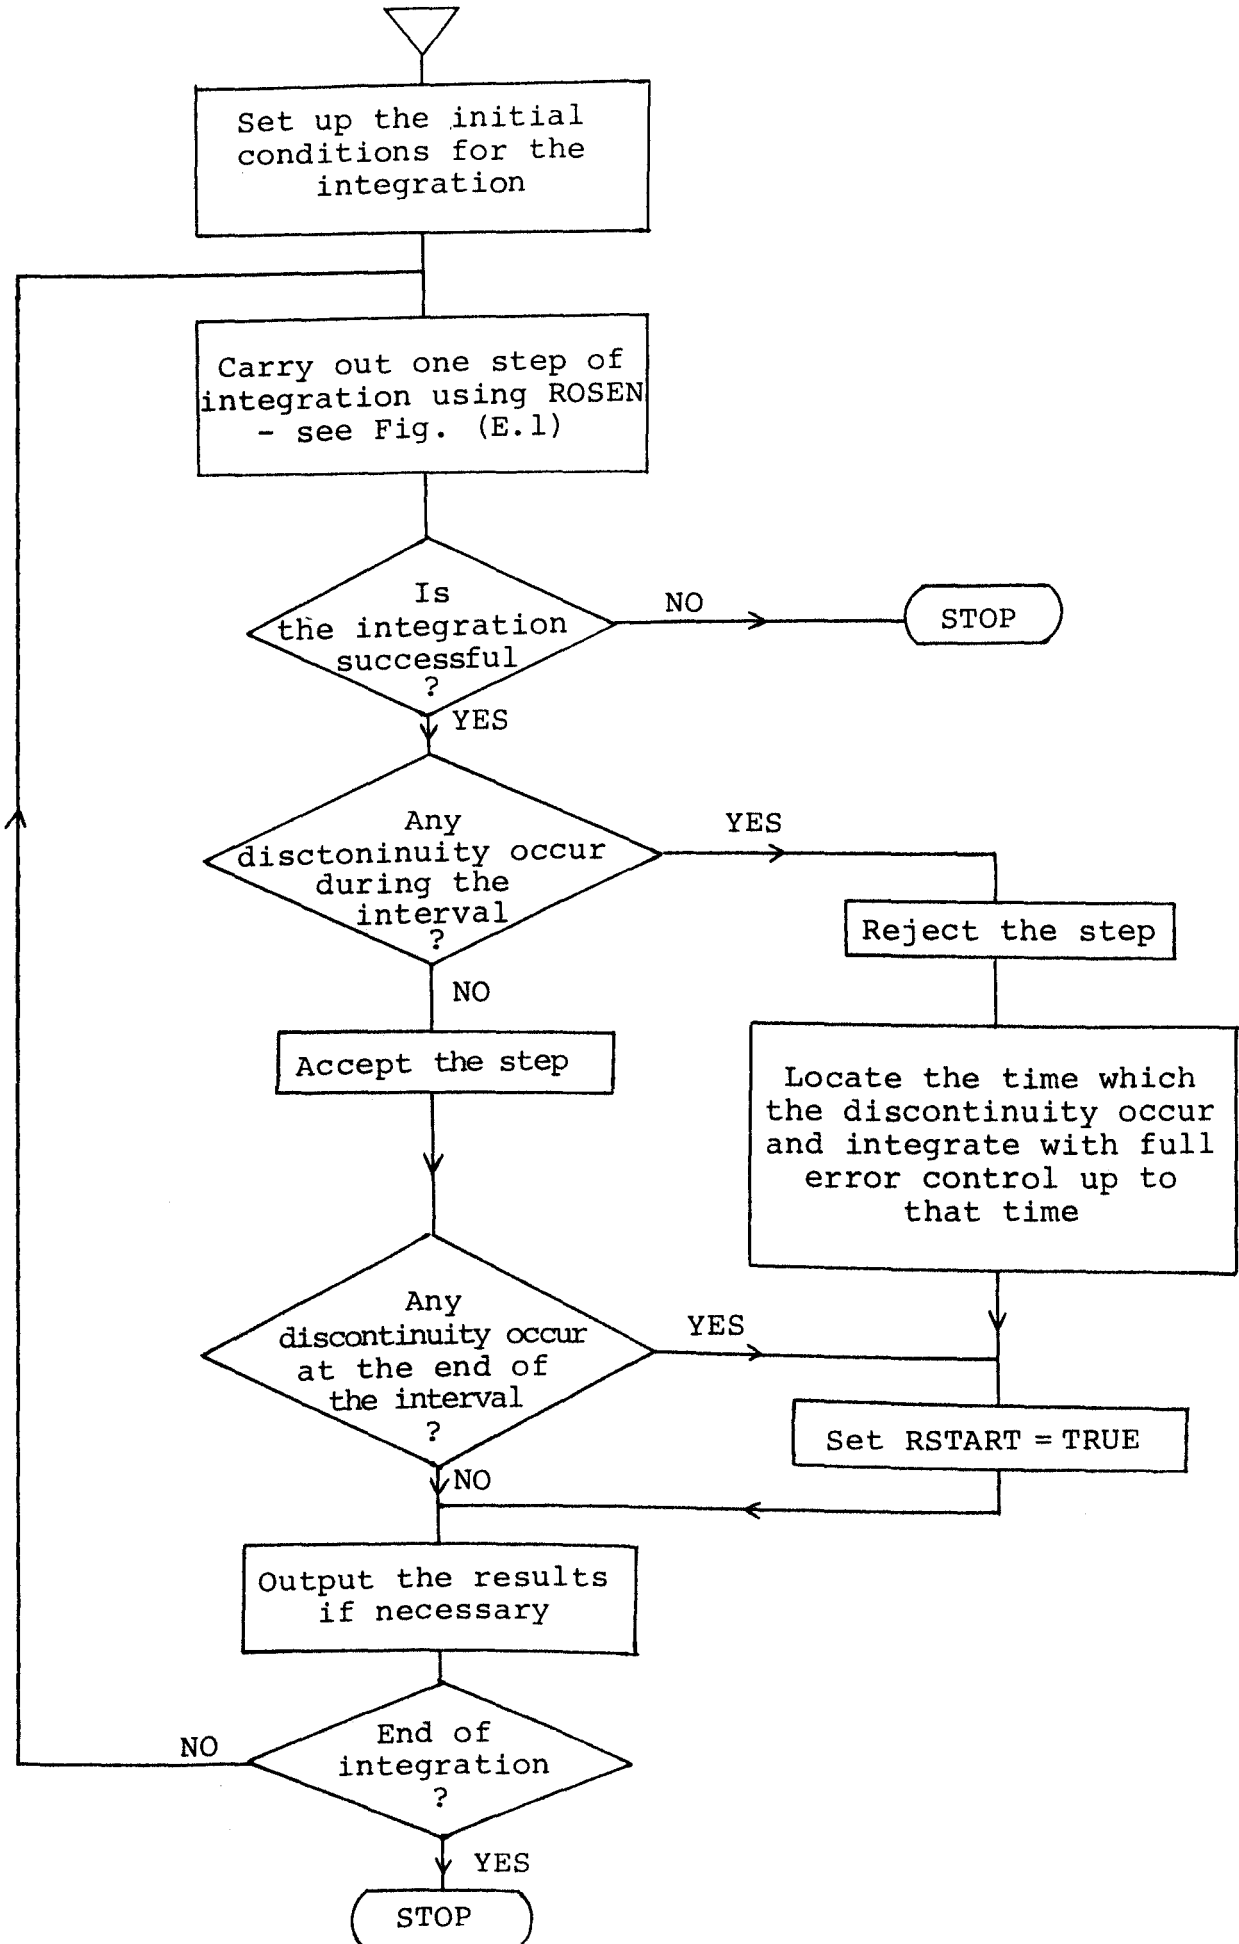 Set up the initial
conditions for the
integration
Carry out one step of
integration using ROSEN
- see Fig. (E.1)
Is
the integration
successful
?
NO
STOP
YES
Any
disctoninuity occur
during the
interval
?
YES
Reject the step
NO
Accept the step
Locate the time which
the discontinuity occur
and integrate with full
error control up to
that time
Any
discontinuity occur
at the end of
the interval
?
YES
Set RSTART = TRUE
NO
Output the results
if necessary
End of
integration
?
NO
YES
STOP